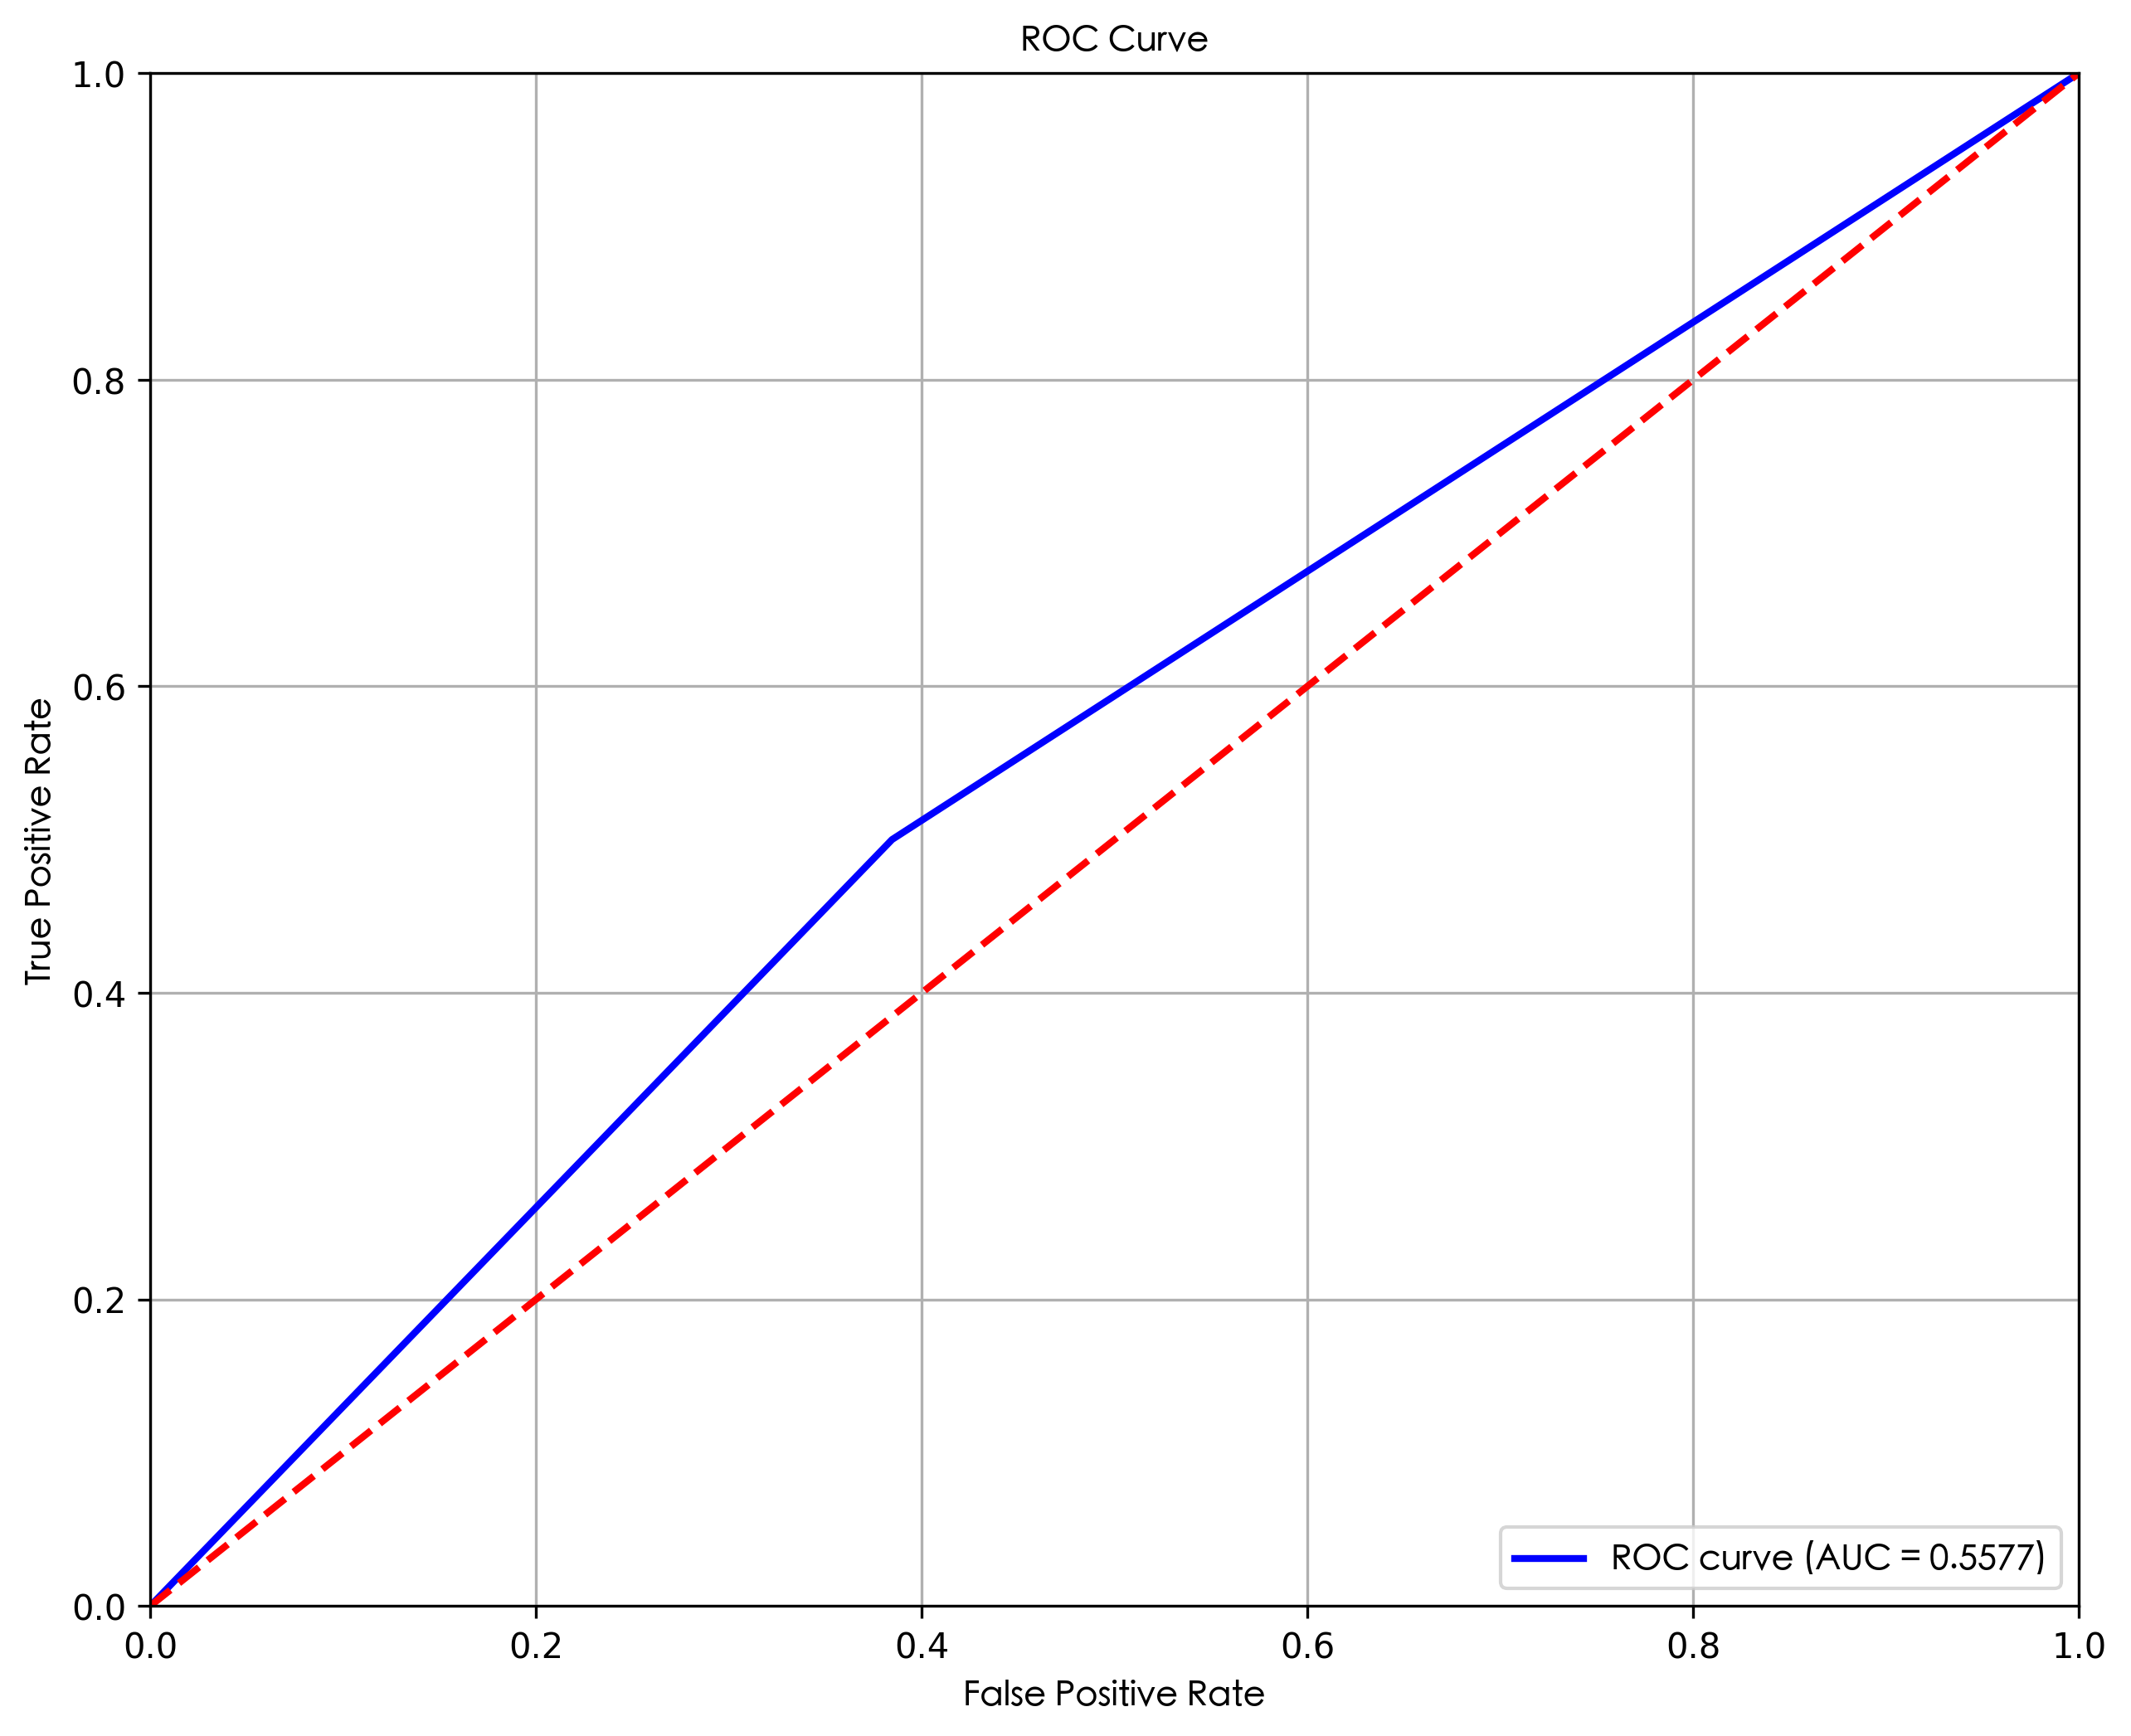 ROC Curve
1.0
0.8
0.6
0.4
0.2
0.0
True Positive Rate
ROC curve (AUC = 0.5577)
0.0 0.2 0.4 0.6 0.8 1.0
False Positive Rate